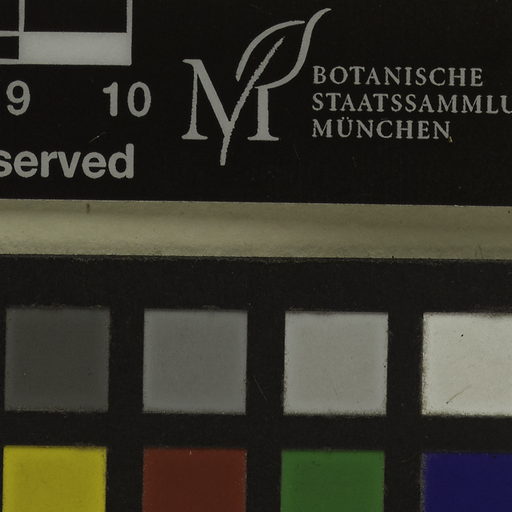 9 10
served
M
BOTANISCHE
STAATSSAMMLU
MÜNCHEN